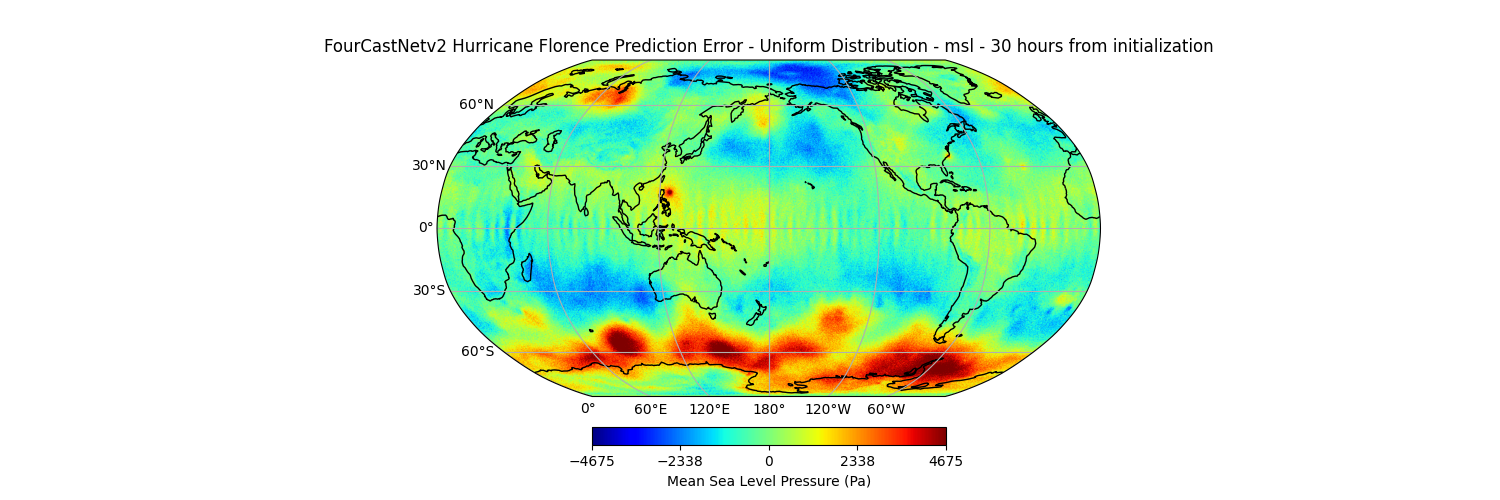 FourCastNetv2 Hurricane Florence Prediction Error - Uniform Distribution - msl - 30 hours from initialization
60°N
30°N
0°
30°S
60°S
0° 60°E 120°E 180° 120°W 60°W
−4675 −2338 0 2338 4675
Mean Sea Level Pressure (Pa)